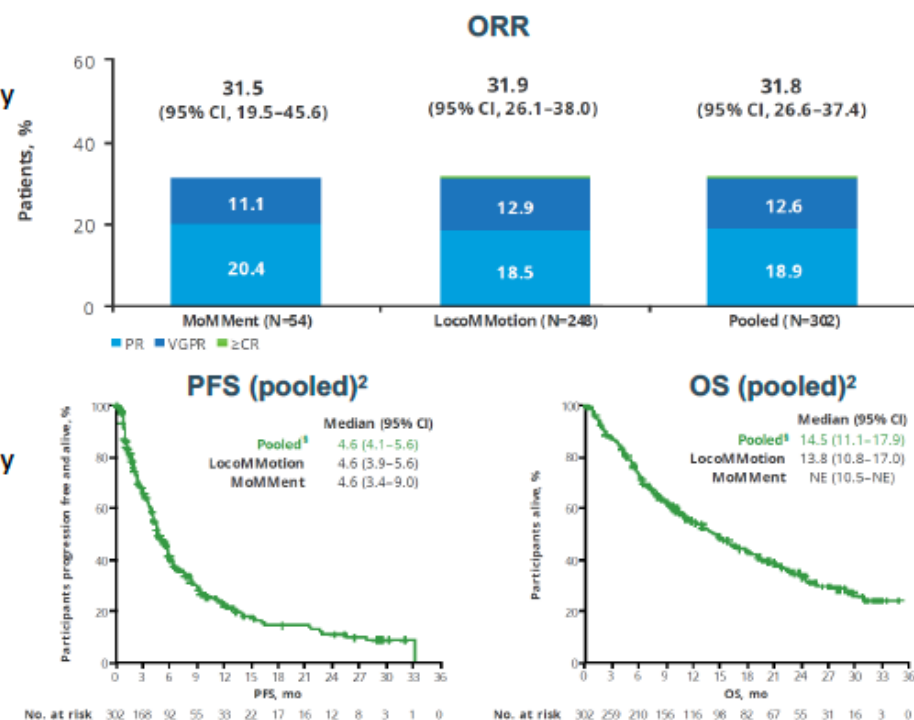 ORR
y
Patients, %
60
40
20
0
31.5
(95% CI, 19.5–45.6)
31.9
(95% CI, 26.1–38.0)
31.8
(95% CI, 26.6–37.4)
11.1
12.9
12.6
20.4
18.5
18.9
MoMMent (N=54)
LocoMMotion (N=248)
Pooled (N=302)
PR VGPR ≥CR
y
PFS (pooled)²
Participants progression free and alive, %
100
80
60
40
20
0
Median (95% CI)
Pooled§ 4.6 (4.1–5.6)
LocoMMotion 4.6 (3.9–5.6)
MoMMent 4.6 (3.4–9.0)
0 3 6 9 12 15 18 21 24 27 30 33 36
PFS, mo
No. at risk 302 168 92 55 33 22 17 16 12 8 3 1 0
OS (pooled)²
Participants alive, %
100
80
60
40
20
0
Median (95% CI)
Pooled§ 14.5 (11.1–17.9)
LocoMMotion 13.8 (10.8–17.0)
MoMMent NE (10.5–NE)
0 3 6 9 12 15 18 21 24 27 30 33 36
OS, mo
No. at risk 302 259 210 156 116 98 82 67 55 31 16 3 0